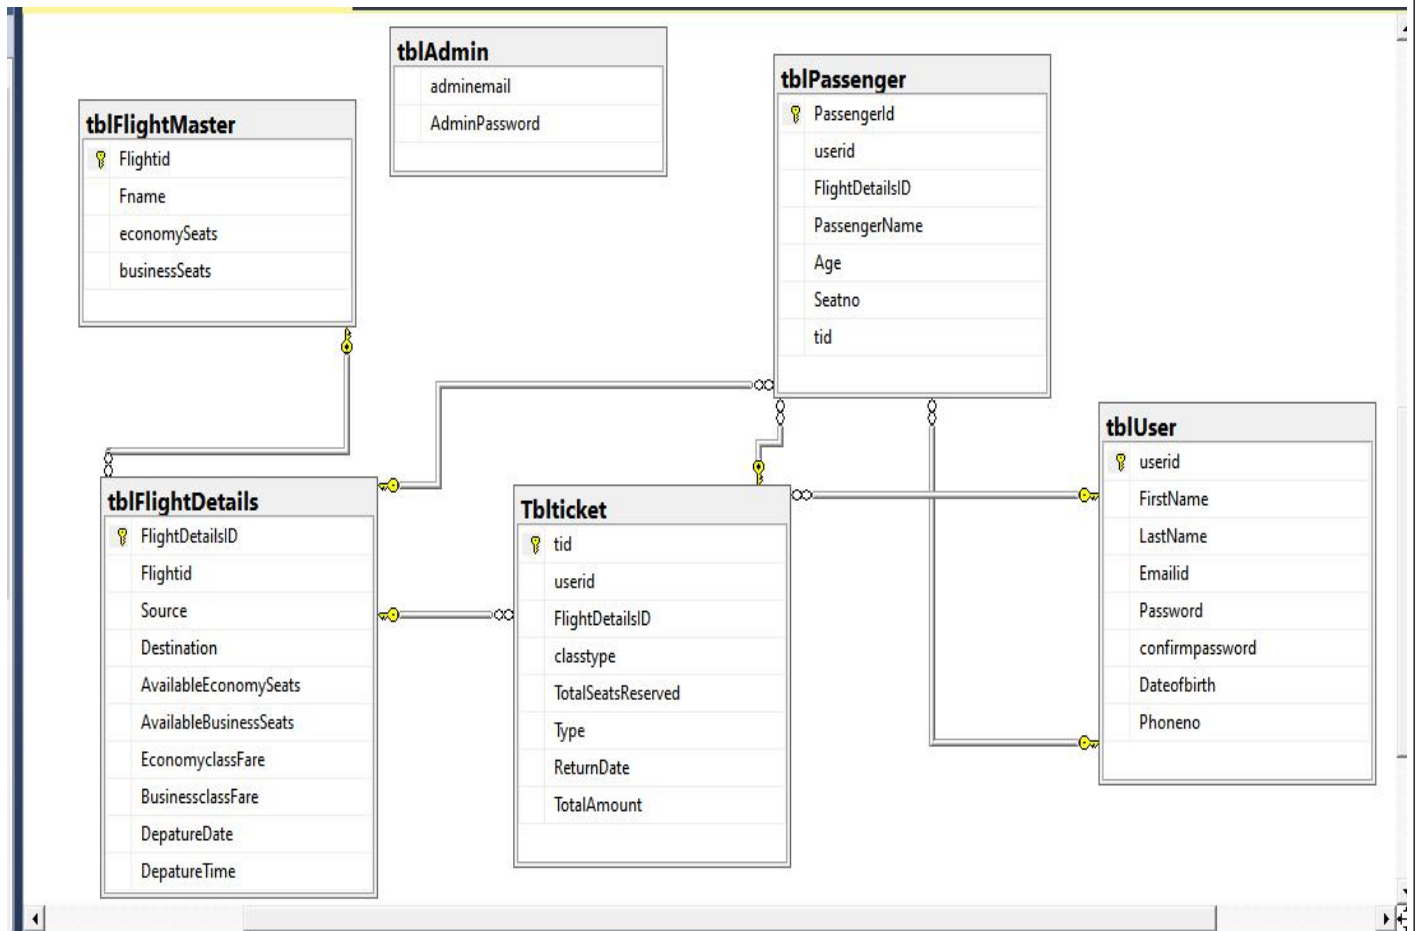 tblAdmin
adminemail
AdminPassword
tblPassenger
PassengerId
userid
FlightDetailsID
PassengerName
Age
Seatno
tid
tblFlightMaster
Flightid
Fname
economySeats
businessSeats
tblUser
userid
FirstName
LastName
Emailid
Password
confirmpassword
Dateofbirth
Phoneno
tblFlightDetails
FlightDetailsID
Flightid
Source
Destination
AvailableEconomySeats
AvailableBusinessSeats
EconomyclassFare
BusinessclassFare
DepatureDate
DepatureTime
Tblticket
tid
userid
FlightDetailsID
classtype
TotalSeatsReserved
Type
ReturnDate
TotalAmount